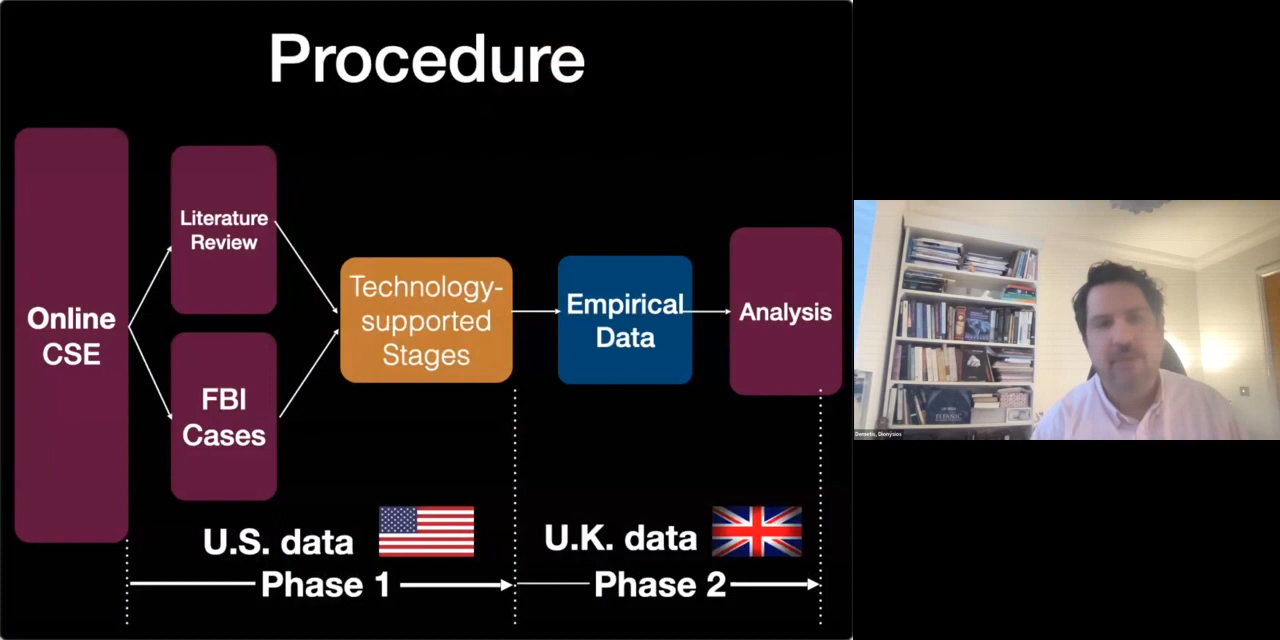 Procedure
Online
CSE
Literature
Review
FBI
Cases
Technology-
supported
Stages
Empirical
Data
Analysis
U.S. data
Phase 1
U.K. data
Phase 2
TITANIC
Demetis, Dionysios